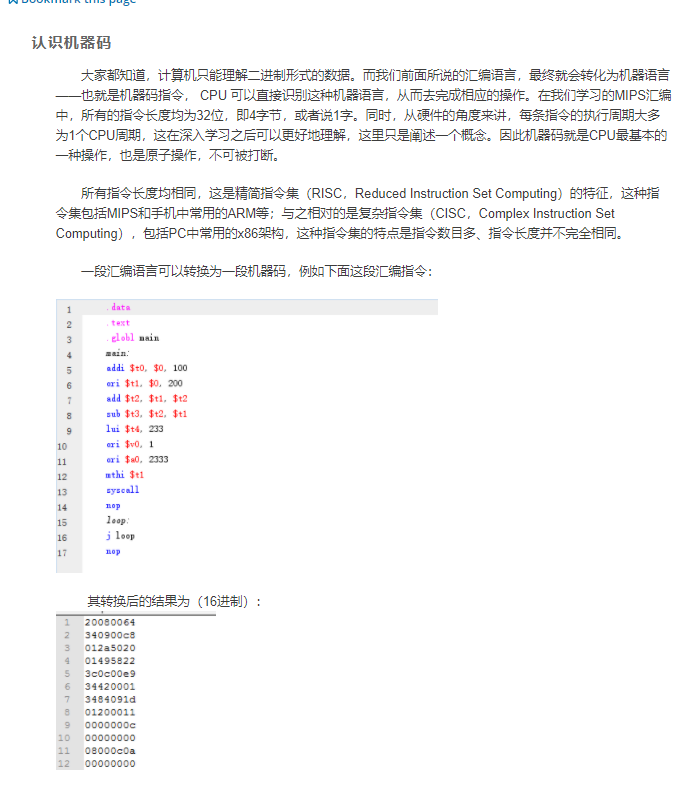 Bookmark this page
认识机器码
大家都知道，计算机只能理解二进制形式的数据。而我们前面所说的汇编语言，最终就会转化为机器语言
——也就是机器码指令， CPU 可以直接识别这种机器语言，从而去完成相应的操作。在我们学习的MIPS汇编
中，所有的指令长度均为32位，即4字节，或者说1字。同时，从硬件的角度来讲，每条指令的执行周期大多
为1个CPU周期，这在深入学习之后可以更好地理解，这里只是阐述一个概念。因此机器码就是CPU最基本的
一种操作，也是原子操作，不可被打断。
所有指令长度均相同，这是精简指令集（RISC，Reduced Instruction Set Computing）的特征，这种指
令集包括MIPS和手机中常用的ARM等；与之相对的是复杂指令集（CISC，Complex Instruction Set
Computing），包括PC中常用的x86架构，这种指令集的特点是指令数目多、指令长度并不完全相同。
一段汇编语言可以转换为一段机器码，例如下面这段汇编指令：
1 .data
2 .text
3 .globl main
4 main:
5 addi $t0, $0, 100
6 ori $t1, $0, 200
7 add $t2, $t1, $t2
8 sub $t3, $t2, $t1
9 lui $t4, 233
10 ori $v0, 1
11 ori $a0, 2333
12 mthi $t1
13 syscall
14 nop
15 loop:
16 j loop
17 nop
其转换后的结果为（16进制）：
1 20080064
2 340900c8
3 012a5020
4 01495822
5 3c0c00e9
6 34420001
7 3484091d
8 01200011
9 0000000c
10 00000000
11 08000c0a
12 00000000